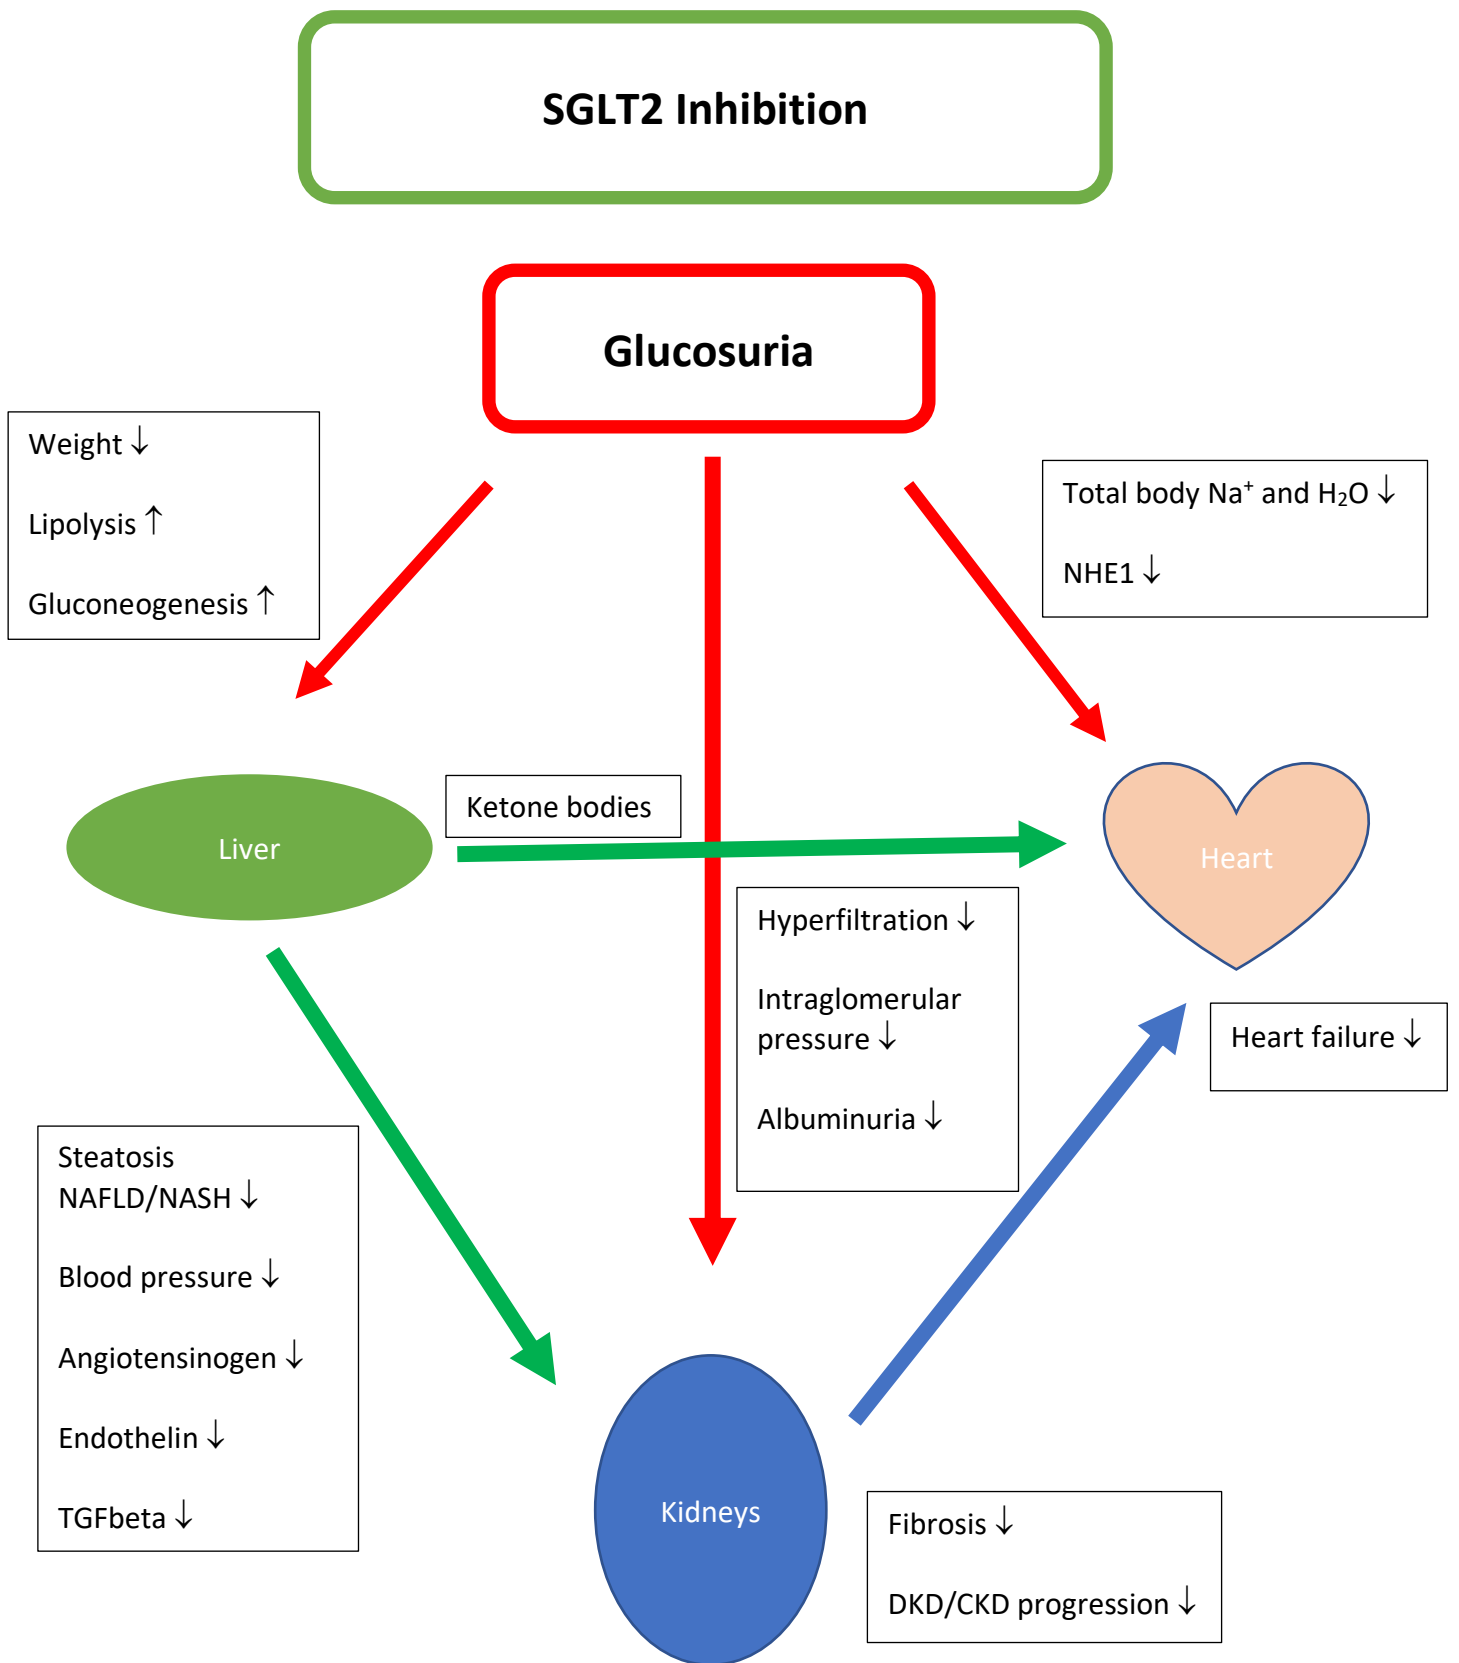 SGLT2 Inhibition
Glucosuria
Weight ↓
Lipolysis ↑
Gluconeogenesis ↑
Total body Na⁺ and H₂O ↓
NHE1 ↓
Ketone bodies
Liver
Heart
Hyperfiltration ↓
Intraglomerular
pressure ↓
Albuminuria ↓
Heart failure ↓
Steatosis
NAFLD/NASH ↓
Blood pressure ↓
Angiotensinogen ↓
Endothelin ↓
TGFbeta ↓
Kidneys
Fibrosis ↓
DKD/CKD progression ↓